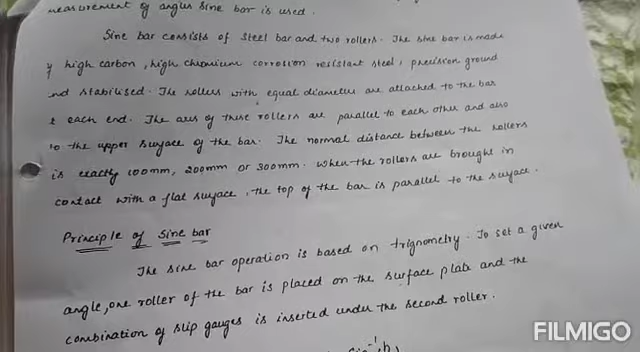 measurement of angles sine bar is used.
Sine bar consists of steel bar and two rollers. The sine bar is made
of high carbon, high chromium corrosion resistant steel, precision ground
and stabilised. The rollers with equal diameter are attached to the bar
at each end. The axis of these rollers are parallel to each other and also
to the upper surface of the bar. The normal distance between the rollers
is exactly 100mm, 200mm or 300mm. When the rollers are brought in
contact with a flat surface, the top of the bar is parallel to the surface.
Principle of sine bar
The sine bar operation is based on trignometry. To set a given
angle, one roller of the bar is placed on the surface plate and the
combination of slip gauges is inserted under the second roller.
FILMIGO